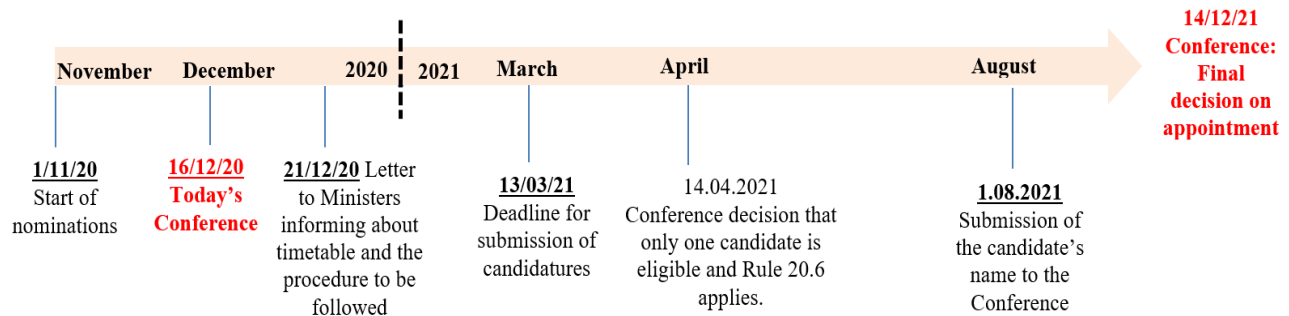 November
December
2020
2021
March
April
August
14/12/21
Conference:
Final
decision on
appointment
1/11/20
Start of
nominations
16/12/20
Today's
Conference
21/12/20 Letter
to Ministers
informing about
timetable and the
procedure to be
followed
13/03/21
Deadline for
submission of
candidatures
14.04.2021
Conference decision that
only one candidate is
eligible and Rule 20.6
applies.
1.08.2021
Submission of
the candidate's
name to the
Conference